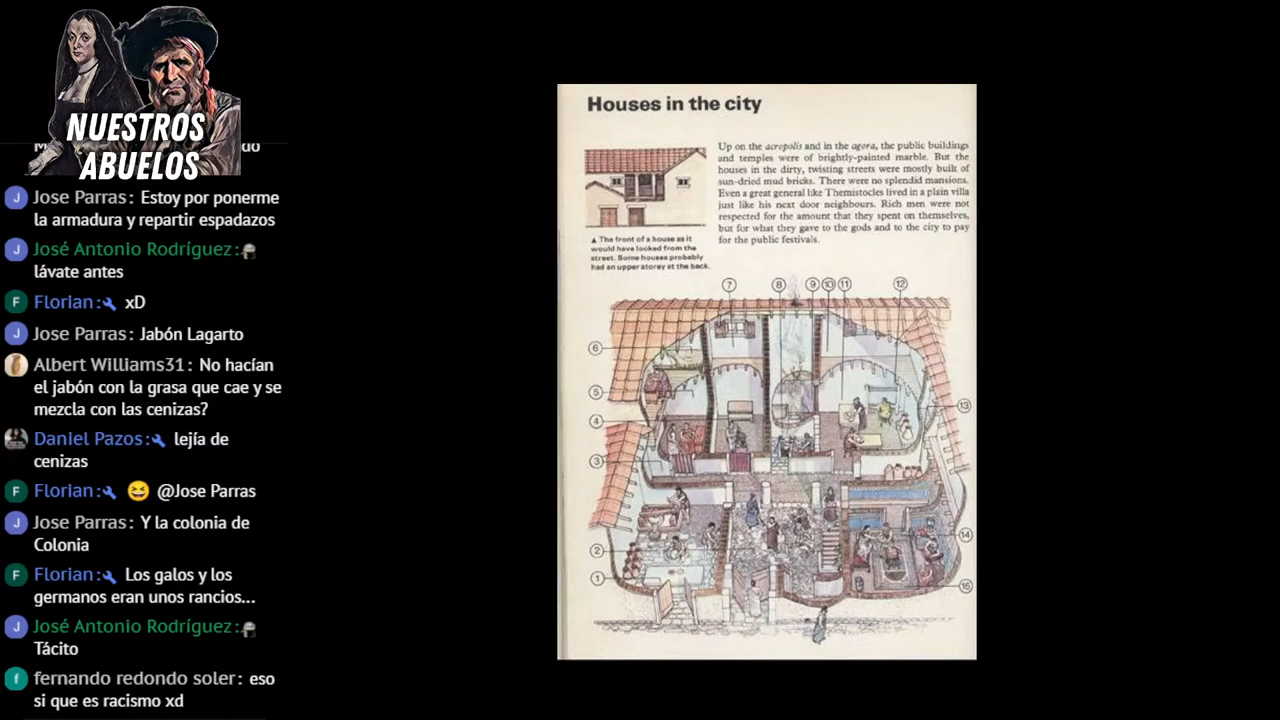 NUESTROS
ABUELOS
Jose Parras: Estoy por ponerme
la armadura y repartir espadazos
José Antonio Rodríguez:
lávate antes
F Florian: xD
J Jose Parras: Jabón Lagarto
Albert Williams31: No hacían
el jabón con la grasa que cae y se
mezcla con las cenizas?
Daniel Pazos: lejía de
cenizas
F Florian: 😆 @Jose Parras
J Jose Parras: Y la colonia de
Colonia
F Florian: Los galos y los
germanos eran unos rancios...
J José Antonio Rodríguez:
Tácito
f fernando redondo soler: eso
si que es racismo xd
Houses in the city
Up on the acropolis and in the agora, the public buildings
and temples were of brightly-painted marble. But the
houses in the dirty, twisting streets were mostly built of
sun-dried mud bricks. There were no splendid mansions.
Even a great general like Themistocles lived in a plain villa
just like his next door neighbours. Rich men were not
respected for the amount that they spent on themselves,
but for what they gave to the gods and to the city to pay
for the public festivals.
▲ The front of a house as it
would have looked from the
street. Some houses probably
had an upper storey at the back.
7 8 9 10 11 12
6
5
4
13
3
14
2
1
15